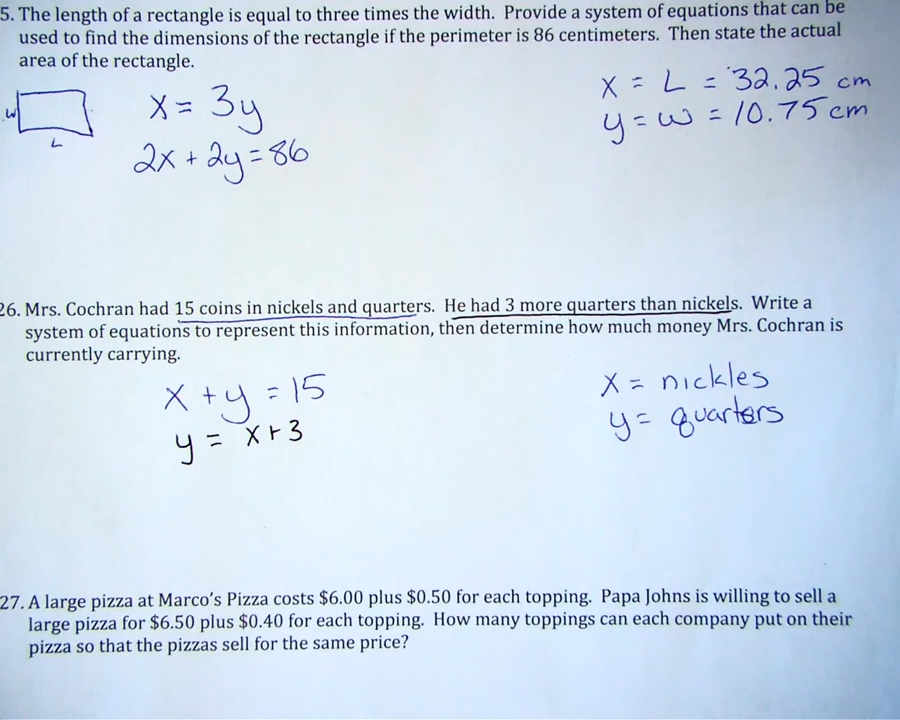 5. The length of a rectangle is equal to three times the width. Provide a system of equations that can be
used to find the dimensions of the rectangle if the perimeter is 86 centimeters. Then state the actual
area of the rectangle.
w
L
x = 3y
2x + 2y = 86
x = L = 32.25 cm
y = w = 10.75 cm
26. Mrs. Cochran had 15 coins in nickels and quarters. He had 3 more quarters than nickels. Write a
system of equations to represent this information, then determine how much money Mrs. Cochran is
currently carrying.
x + y = 15
y = x + 3
x = nickles
y = quarters
27. A large pizza at Marco's Pizza costs $6.00 plus $0.50 for each topping. Papa Johns is willing to sell a
large pizza for $6.50 plus $0.40 for each topping. How many toppings can each company put on their
pizza so that the pizzas sell for the same price?